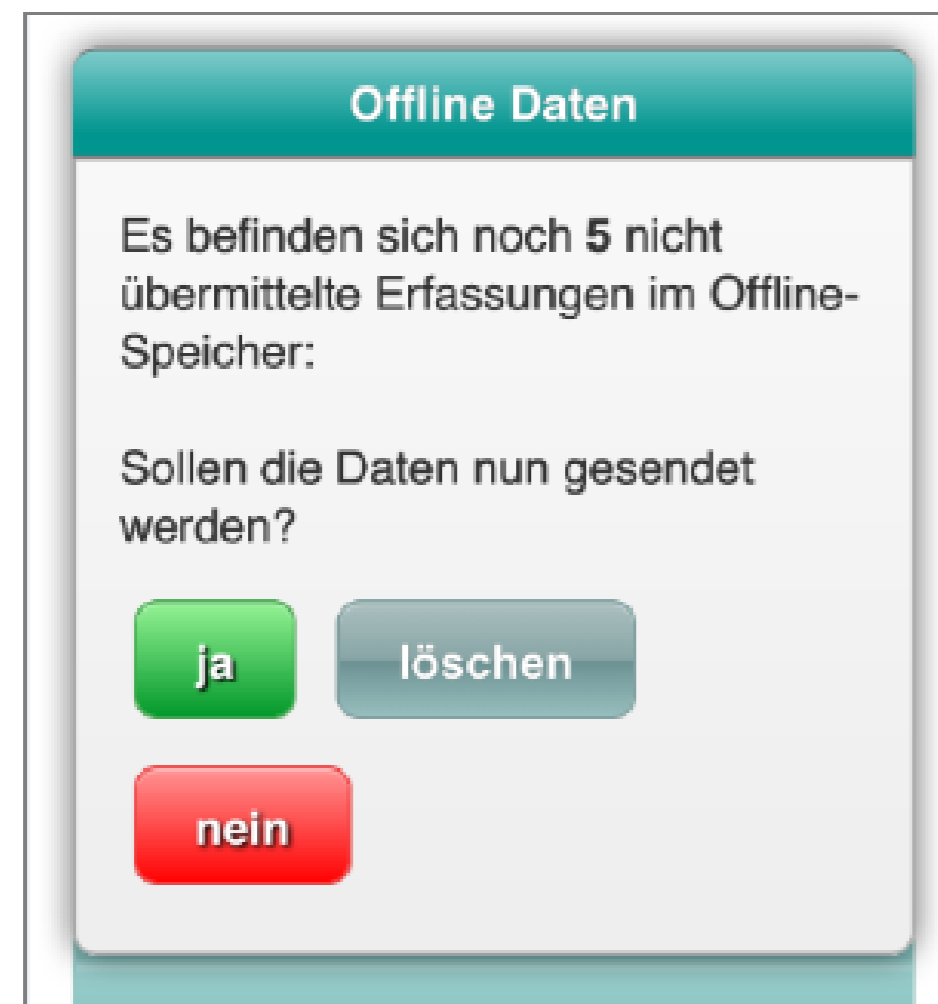 Offline Daten
Es befinden sich noch 5 nicht
übermittelte Erfassungen im Offline-
Speicher:
Sollen die Daten nun gesendet
werden?
ja löschen
nein